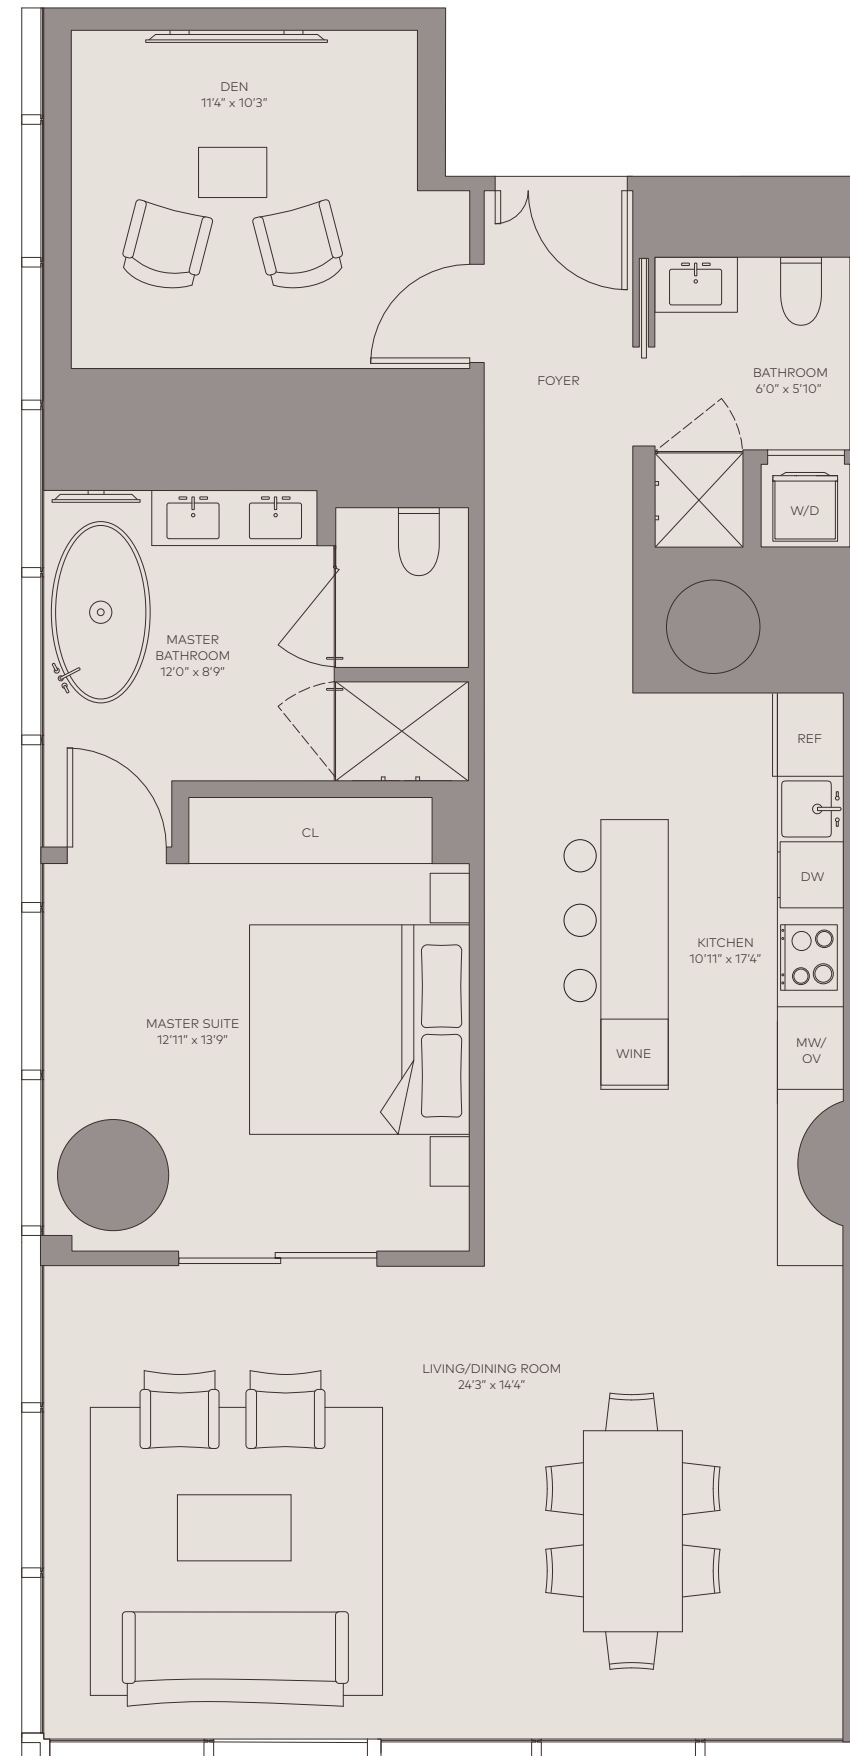 DEN
11'4" x 10'3"
FOYER
BATHROOM
6'0" x 5'10"
W/D
MASTER
BATHROOM
12'0" x 8'9"
REF
CL
DW
KITCHEN
10'11" x 17'4"
MASTER SUITE
12'11" x 13'9"
WINE
MW/
OV
LIVING/DINING ROOM
24'3" x 14'4"